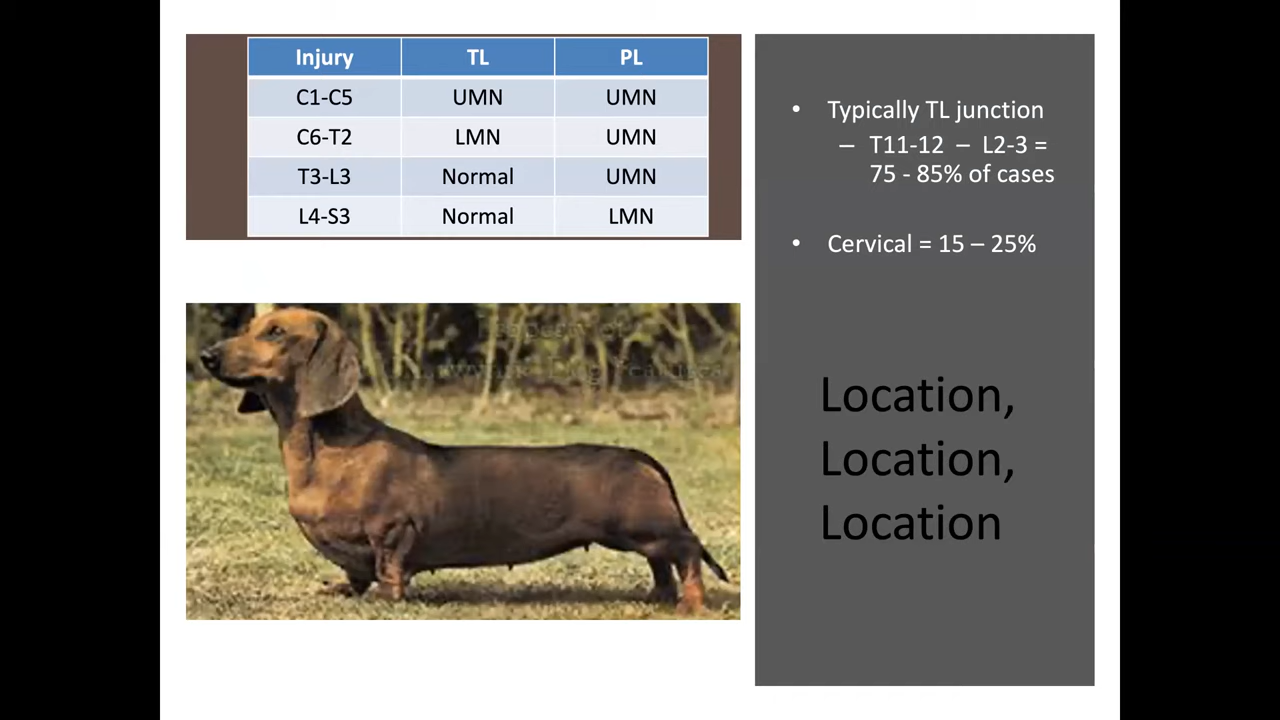 Injury TL PL
C1-C5 UMN UMN
C6-T2 LMN UMN
T3-L3 Normal UMN
L4-S3 Normal LMN
• Typically TL junction
– T11-12 – L2-3 =
75 - 85% of cases
• Cervical = 15 – 25%
Location,
Location,
Location